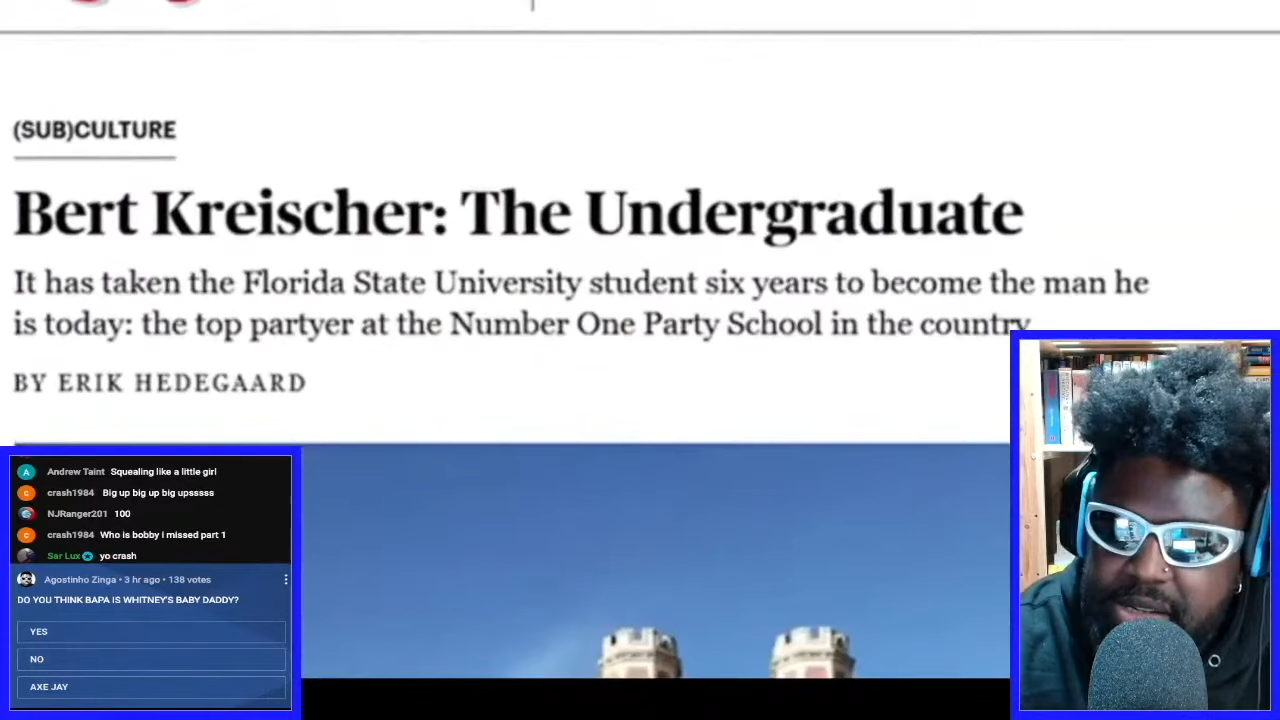 (SUB)CULTURE
Bert Kreischer: The Undergraduate
It has taken the Florida State University student six years to become the man he
is today: the top partyer at the Number One Party School in the country
BY ERIK HEDEGAARD
A Andrew Taint Squealing like a little girl
c crash1984 Big up big up big upsssss
NJRanger201 100
c crash1984 Who is bobby i missed part 1
Sar Lux yo crash
Agostinho Zinga • 3 hr ago • 138 votes
DO YOU THINK BAPA IS WHITNEY'S BABY DADDY?
YES
NO
AXE JAY